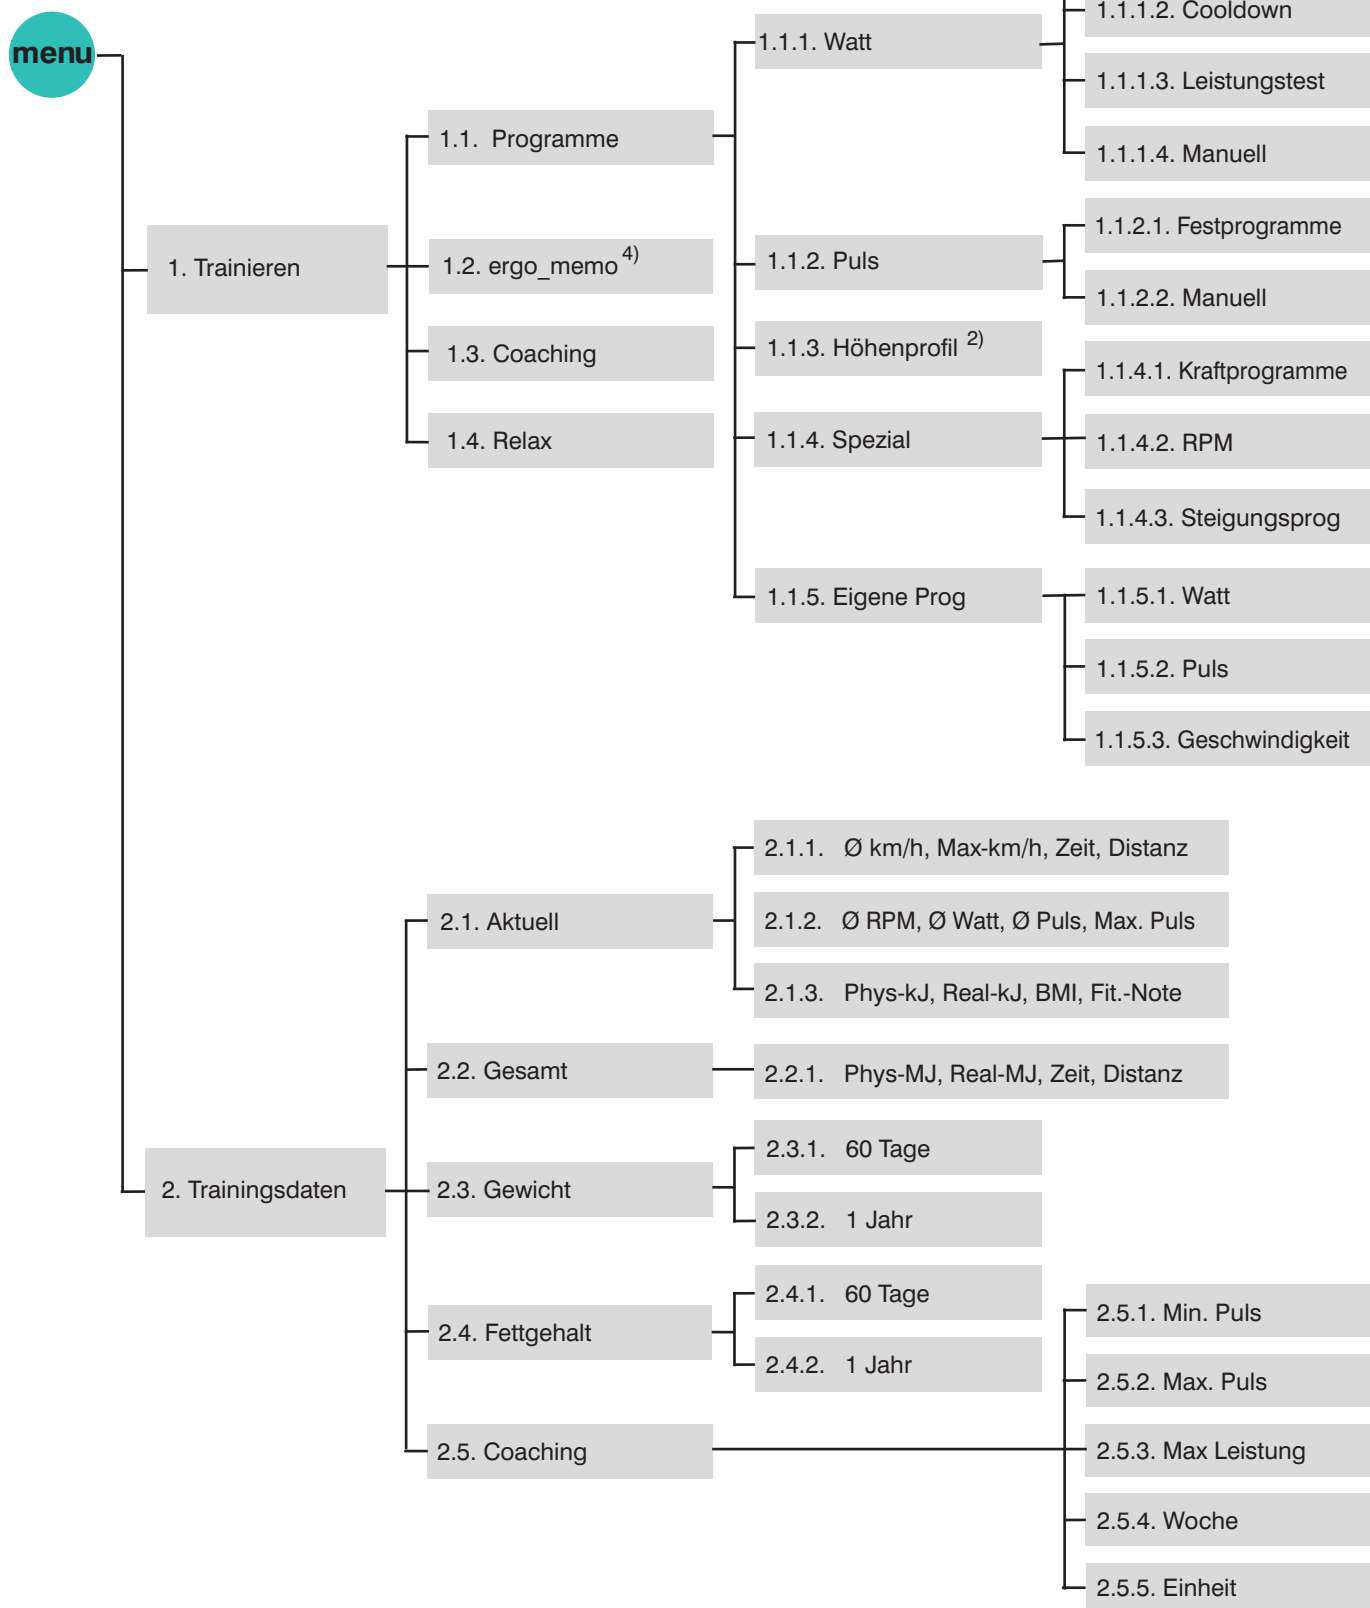 menu
1. Trainieren
1.1.  Programme
1.1.1. Watt
1.1.1.2. Cooldown
1.1.1.3. Leistungstest
1.1.1.4. Manuell
1.1.2. Puls
1.1.2.1. Festprogramme
1.1.2.2. Manuell
1.1.3. Höhenprofil 2)
1.1.4. Spezial
1.1.4.1. Kraftprogramme
1.1.4.2. RPM
1.1.4.3. Steigungsprog
1.1.5. Eigene Prog
1.1.5.1. Watt
1.1.5.2. Puls
1.1.5.3. Geschwindigkeit
1.2. ergo_memo 4)
1.3. Coaching
1.4. Relax
2. Trainingsdaten
2.1. Aktuell
2.1.1.   Ø km/h, Max-km/h, Zeit, Distanz
2.1.2.   Ø RPM, Ø Watt, Ø Puls, Max. Puls
2.1.3.   Phys-kJ, Real-kJ, BMI, Fit.-Note
2.2. Gesamt
2.2.1.   Phys-MJ, Real-MJ, Zeit, Distanz
2.3. Gewicht
2.3.1.   60 Tage
2.3.2.   1 Jahr
2.4. Fettgehalt
2.4.1.   60 Tage
2.4.2.   1 Jahr
2.5. Coaching
2.5.1. Min. Puls
2.5.2. Max. Puls
2.5.3. Max Leistung
2.5.4. Woche
2.5.5. Einheit